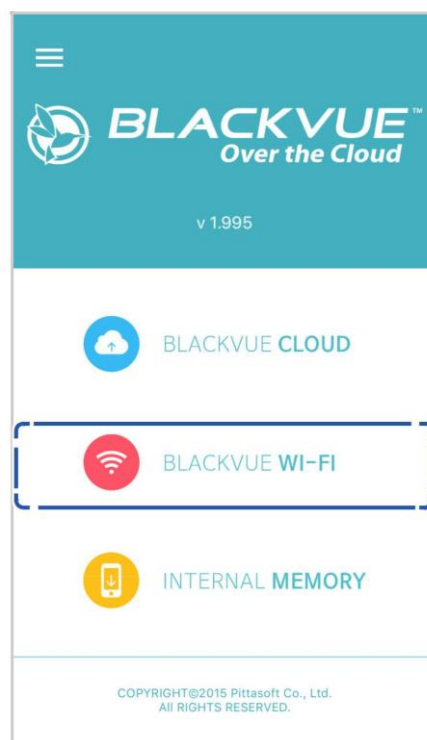 BLACKVUE™
Over the Cloud
v 1.995
BLACKVUE CLOUD
BLACKVUE WI-FI
INTERNAL MEMORY
COPYRIGHT©2015 Pittasoft Co., Ltd.
All RIGHTS RESERVED.